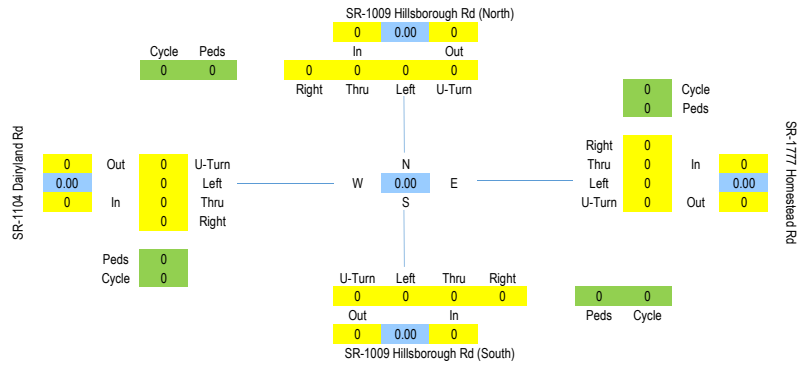 SR-1009 Hillsborough Rd (North)
0 0.00 0
Cycle Peds In Out
0 0 0 0 0 0
Right Thru Left U-Turn
0 Cycle
0 Peds
SR-1104 Dairyland Rd
SR-1777 Homestead Rd
Right 0
0 Out 0 U-Turn N Thru 0 In 0
0.00 0 Left W 0.00 E Left 0 0.00
0 In 0 Thru S U-Turn 0 Out 0
0 Right
Peds 0
Cycle 0
U-Turn Left Thru Right
0 0 0 0 0 0
Out In Peds Cycle
0 0.00 0
SR-1009 Hillsborough Rd (South)